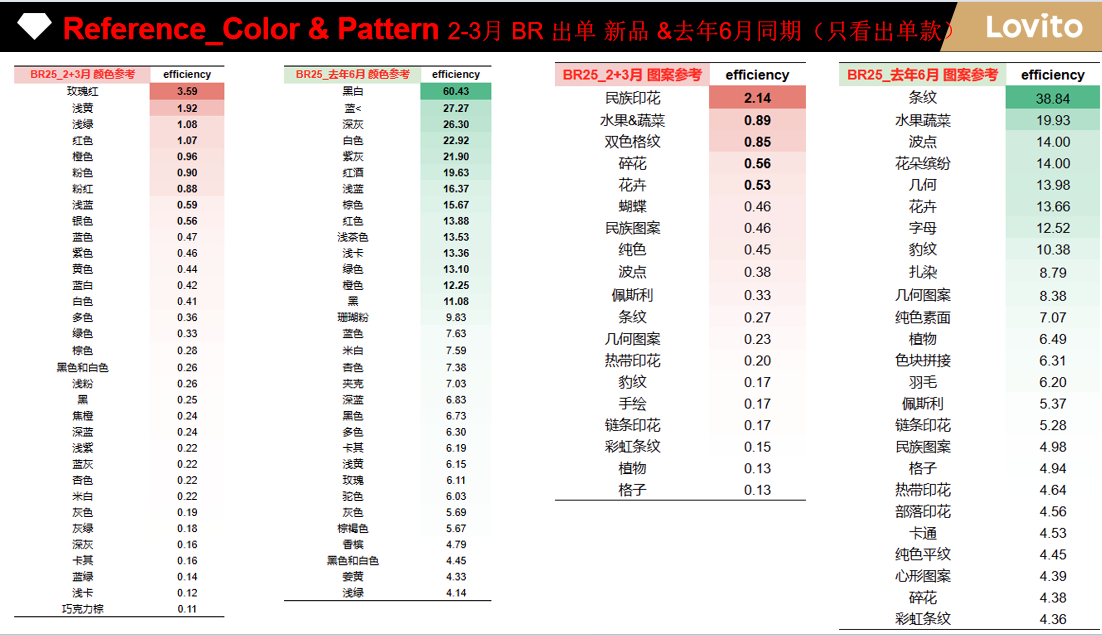 Reference_Color & Pattern 2-3月 BR 出单 新品 &去年6月同期（只看出单款）
Lovito
BR25_2+3月 颜色参考 efficiency
玫瑰红 3.59
浅黄 1.92
浅绿 1.08
红色 1.07
橙色 0.96
粉色 0.90
粉红 0.88
浅蓝 0.59
银色 0.56
蓝色 0.47
紫色 0.46
黄色 0.44
蓝白 0.42
白色 0.41
多色 0.36
绿色 0.33
棕色 0.28
黑色和白色 0.26
浅粉 0.26
黑 0.25
焦橙 0.24
深蓝 0.24
浅紫 0.22
蓝灰 0.22
杏色 0.22
米白 0.22
灰色 0.19
灰绿 0.18
深灰 0.16
卡其 0.16
蓝绿 0.14
浅卡 0.12
巧克力棕 0.11
BR25_去年6月 颜色参考 efficiency
黑白 60.43
蓝< 27.27
深灰 26.30
白色 22.92
紫灰 21.90
红酒 19.63
浅蓝 16.37
棕色 15.67
红色 13.88
浅茶色 13.53
浅卡 13.36
绿色 13.10
橙色 12.25
黑 11.08
珊瑚粉 9.83
蓝色 7.63
米白 7.59
杏色 7.38
夹克 7.03
深蓝 6.83
黑色 6.73
多色 6.30
卡其 6.19
浅黄 6.15
玫瑰 6.11
驼色 6.03
灰色 5.69
棕褐色 5.67
香槟 4.79
黑色和白色 4.45
姜黄 4.33
浅绿 4.14
BR25_2+3月 图案参考 efficiency
民族印花 2.14
水果&蔬菜 0.89
双色格纹 0.85
碎花 0.56
花卉 0.53
蝴蝶 0.46
民族图案 0.46
纯色 0.45
波点 0.38
佩斯利 0.33
条纹 0.27
几何图案 0.23
热带印花 0.20
豹纹 0.17
手绘 0.17
链条印花 0.17
彩虹条纹 0.15
植物 0.13
格子 0.13
BR25_去年6月 图案参考 efficiency
条纹 38.84
水果蔬菜 19.93
波点 14.00
花朵缤纷 14.00
几何 13.98
花卉 13.66
字母 12.52
豹纹 10.38
扎染 8.79
几何图案 8.38
纯色素面 7.07
植物 6.49
色块拼接 6.31
羽毛 6.20
佩斯利 5.37
链条印花 5.28
民族图案 4.98
格子 4.94
热带印花 4.64
部落印花 4.56
卡通 4.53
纯色平纹 4.45
心形图案 4.39
碎花 4.38
彩虹条纹 4.36